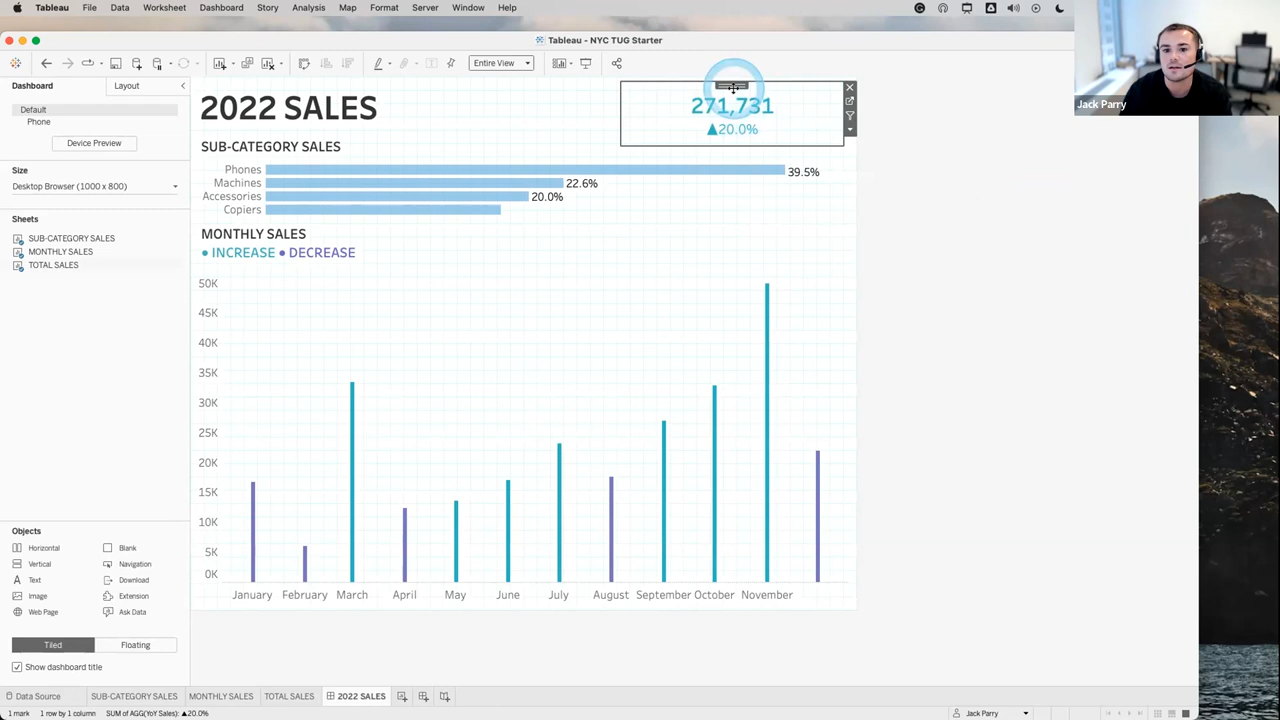 Tableau File Data Worksheet Dashboard Story Analysis Map Format Server Window Help
Tableau - NYC TUG Starter
Entire View
Jack Parry
Dashboard Layout
Default
Phone
Device Preview
Size
Desktop Browser (1000 x 800)
Sheets
SUB-CATEGORY SALES
MONTHLY SALES
TOTAL SALES
Objects
Horizontal Blank
Vertical Navigation
Text Download
Image Extension
Web Page Ask Data
Tiled Floating
Show dashboard title
2022 SALES
271,731
▲20.0%
SUB-CATEGORY SALES
Phones 39.5%
Machines 22.6%
Accessories 20.0%
Copiers
MONTHLY SALES
● INCREASE ● DECREASE
50K
45K
40K
35K
30K
25K
20K
15K
10K
5K
0K
January February March April May June July August September October November
Data Source SUB-CATEGORY SALES MONTHLY SALES TOTAL SALES 2022 SALES
1 mark 1 row by 1 column SUM of AGG(YoY Sales): ▲20.0% Jack Parry